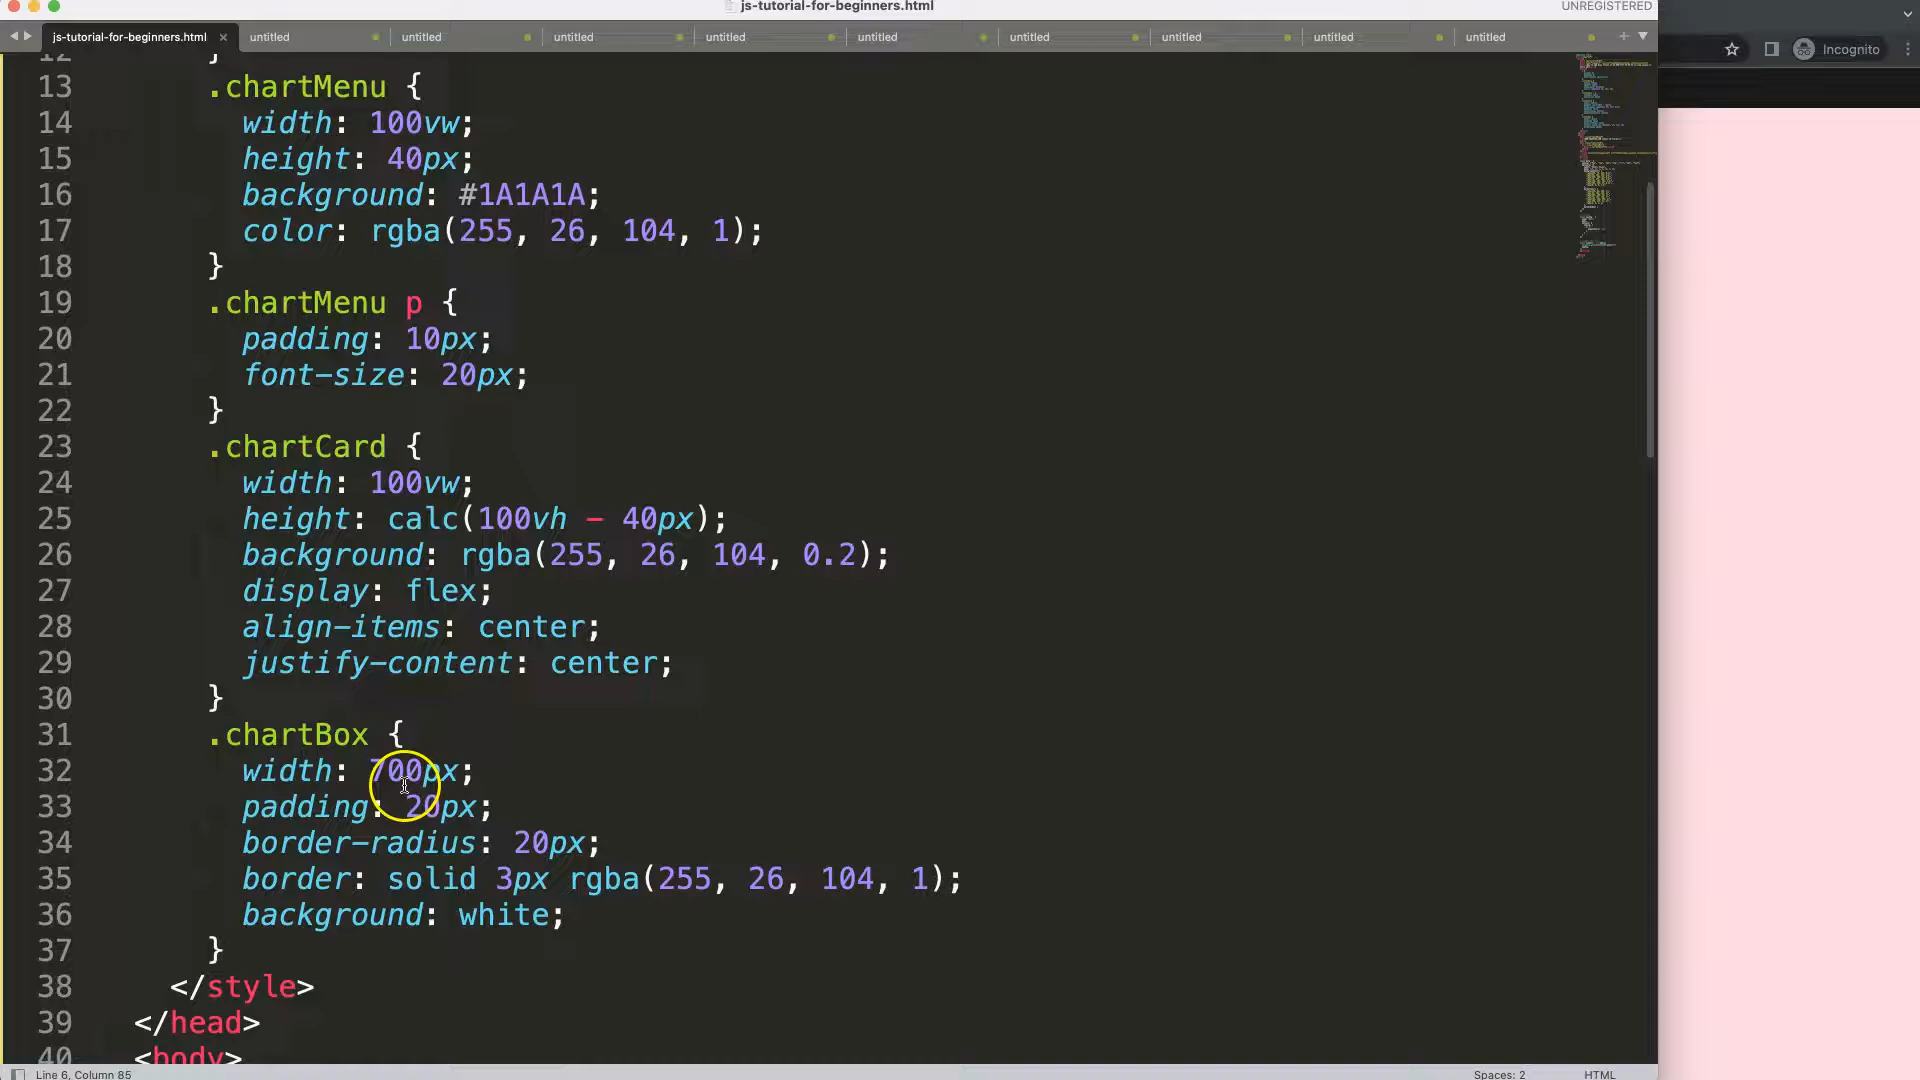 js-tutorial-for-beginners.html
UNREGISTERED
js-tutorial-for-beginners.html × untitled untitled untitled untitled untitled untitled untitled untitled untitled
Incognito
12 }
13 .chartMenu {
14 width: 100vw;
15 height: 40px;
16 background: #1A1A1A;
17 color: rgba(255, 26, 104, 1);
18 }
19 .chartMenu p {
20 padding: 10px;
21 font-size: 20px;
22 }
23 .chartCard {
24 width: 100vw;
25 height: calc(100vh - 40px);
26 background: rgba(255, 26, 104, 0.2);
27 display: flex;
28 align-items: center;
29 justify-content: center;
30 }
31 .chartBox {
32 width: 700px;
33 padding: 20px;
34 border-radius: 20px;
35 border: solid 3px rgba(255, 26, 104, 1);
36 background: white;
37 }
38 </style>
39 </head>
40 <body>
Line 6, Column 85
Spaces: 2
HTML